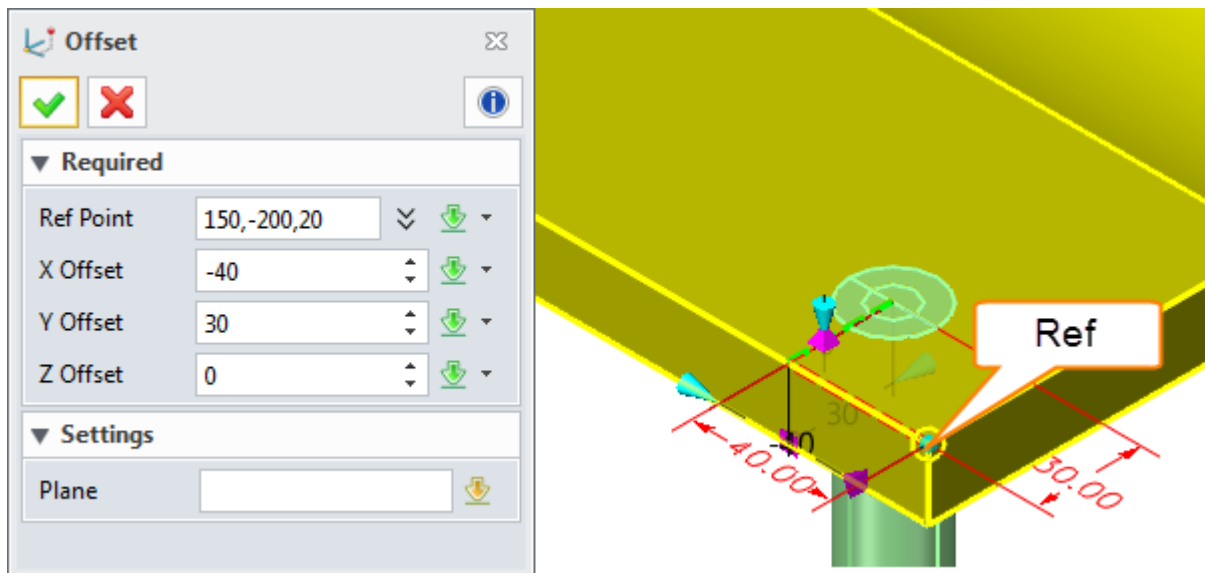 Offset
Required
Ref Point 150,-200,20
X Offset -40
Y Offset 30
Z Offset 0
Settings
Plane
Ref
30
-40
40.00
30.00